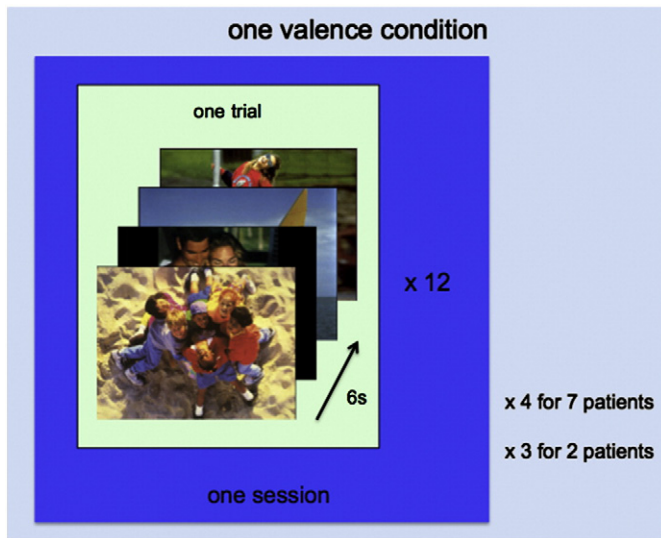 one valence condition
one trial
x 12
6s
x 4 for 7 patients
x 3 for 2 patients
one session